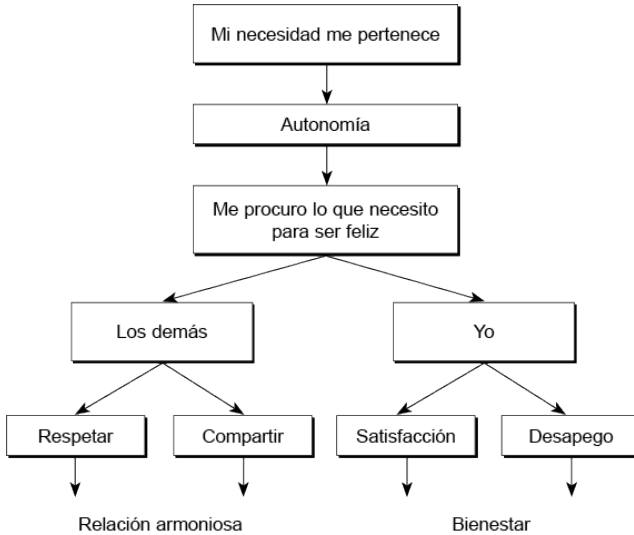 Mi necesidad me pertenece
Autonomía
Me procuro lo que necesito
para ser feliz
Los demás
Yo
Respetar
Compartir
Satisfacción
Desapego
Relación armoniosa
Bienestar